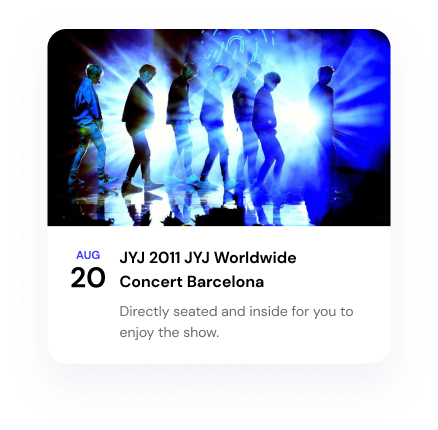 AUG
20
JYJ 2011 JYJ Worldwide
Concert Barcelona
Directly seated and inside for you to
enjoy the show.